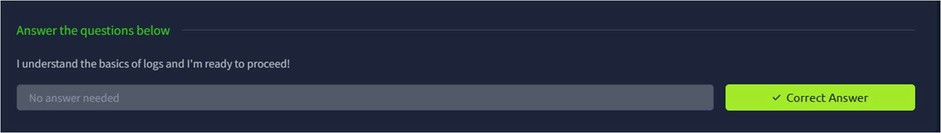 Answer the questions below
I understand the basics of logs and I'm ready to proceed!
No answer needed
✓ Correct Answer